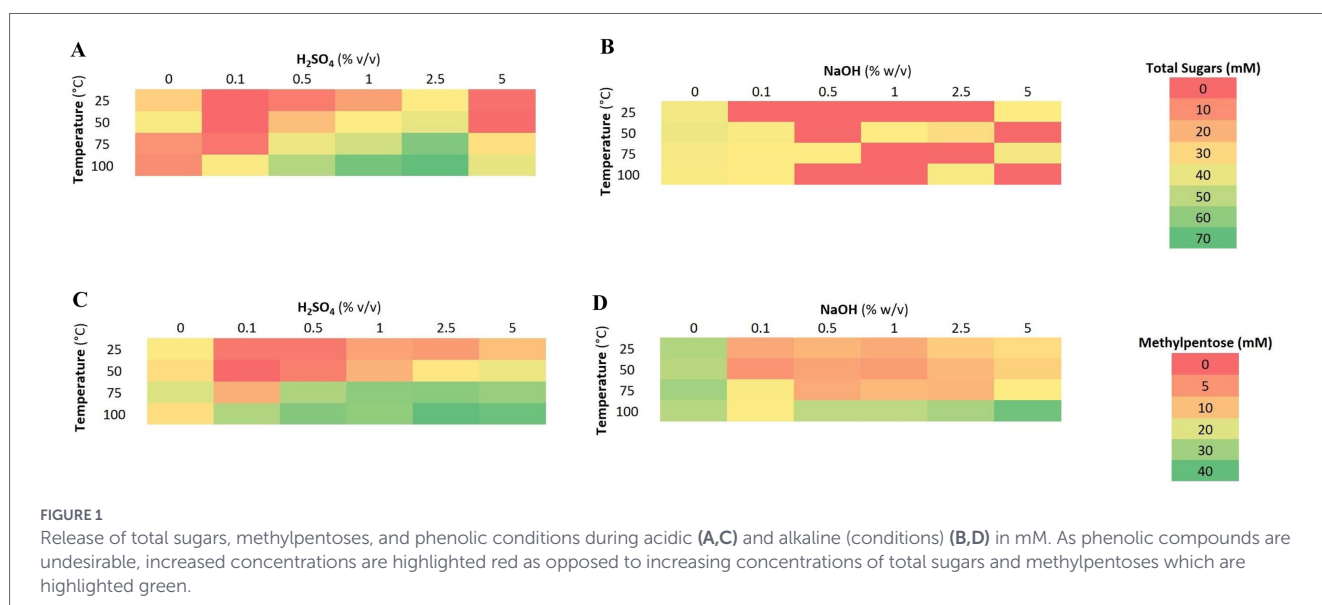 A
H₂SO₄ (% v/v)
0 0.1 0.5 1 2.5 5
Temperature (°C)
25
50
75
100
B
NaOH (% w/v)
0 0.1 0.5 1 2.5 5
Temperature (°C)
25
50
75
100
Total Sugars (mM)
0
10
20
30
40
50
60
70
C
H₂SO₄ (% v/v)
0 0.1 0.5 1 2.5 5
Temperature (°C)
25
50
75
100
D
NaOH (% w/v)
0 0.1 0.5 1 2.5 5
Temperature (°C)
25
50
75
100
Methylpentose (mM)
0
5
10
20
30
40
FIGURE 1
Release of total sugars, methylpentoses, and phenolic conditions during acidic (A,C) and alkaline (conditions) (B,D) in mM. As phenolic compounds are
undesirable, increased concentrations are highlighted red as opposed to increasing concentrations of total sugars and methylpentoses which are
highlighted green.